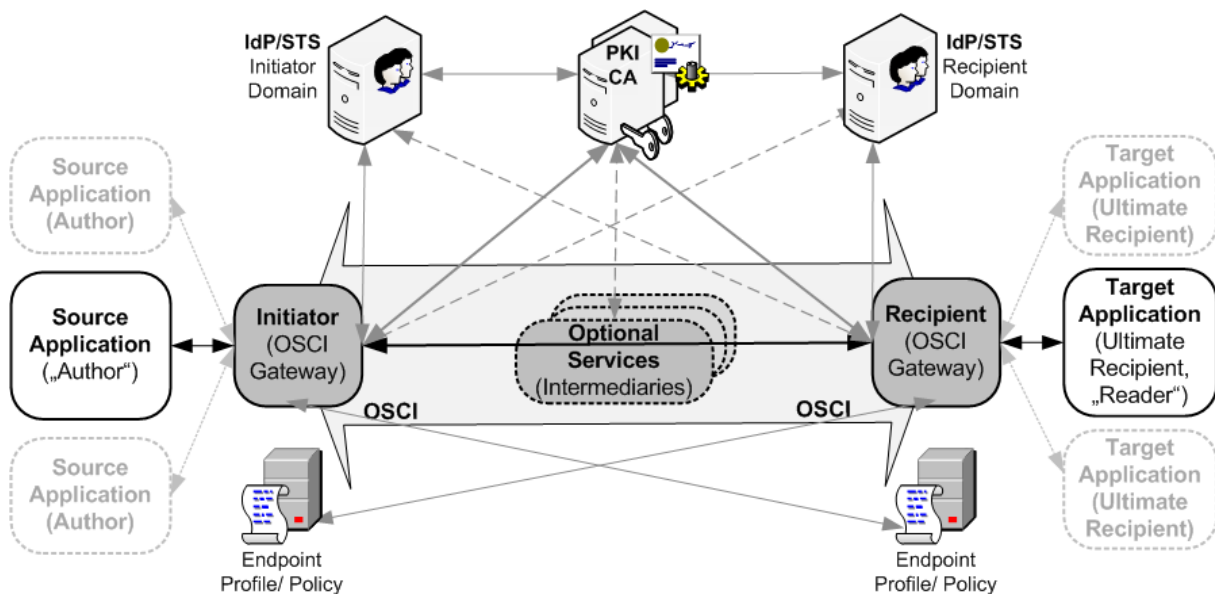 IdP/STS
Initiator
Domain
PKI
CA
IdP/STS
Recipient
Domain
Source
Application
(Author)
Target
Application
(Ultimate
Recipient)
Source
Application
(„Author“)
Initiator
(OSCI
Gateway)
Optional
Services
(Intermediaries)
Recipient
(OSCI
Gateway)
Target
Application
(Ultimate
Recipient,
„Reader“)
OSCI
OSCI
Source
Application
(Author)
Target
Application
(Ultimate
Recipient)
Endpoint
Profile/ Policy
Endpoint
Profile/ Policy